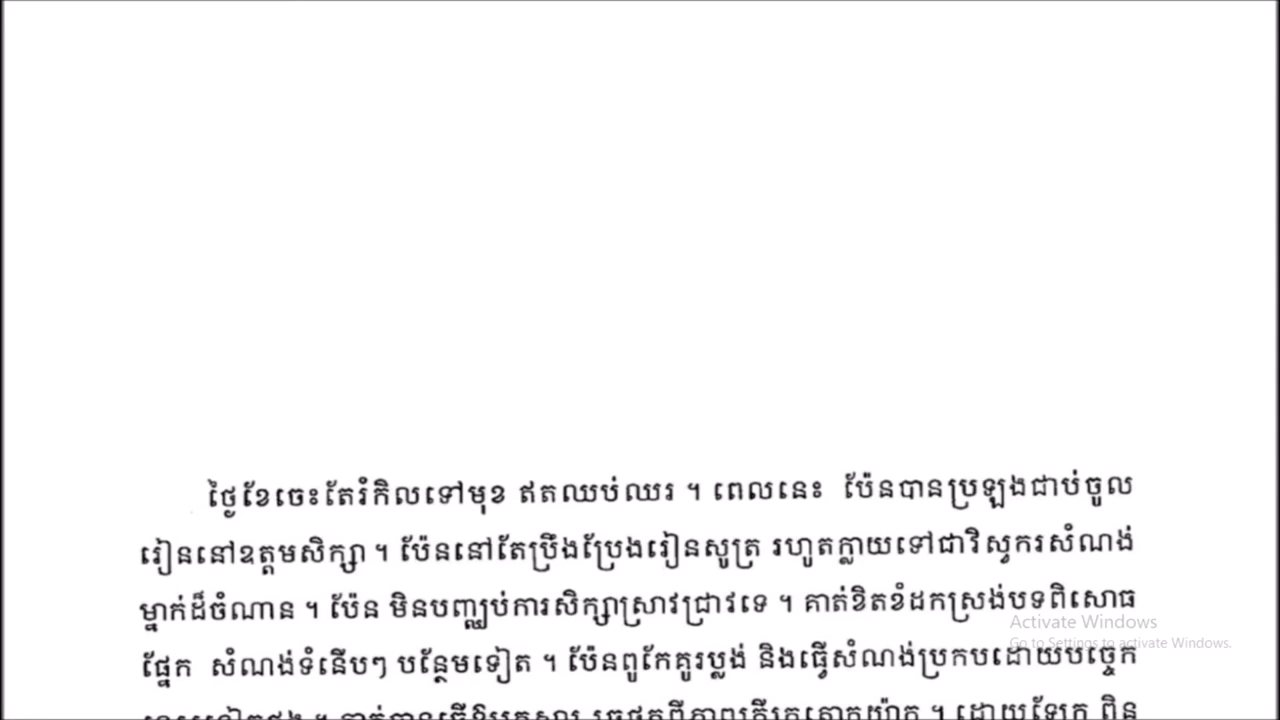 ថ្ងៃខែចេះតែរំកិលទៅមុខ ឥតឈប់ឈរ ។ ពេលនេះ ប៉ែនបានប្រឡងជាប់ចូល
រៀននៅឧត្តមសិក្សា ។ ប៉ែននៅតែប្រឹងប្រែងរៀនសូត្រ រហូតក្លាយទៅជាវិស្វករសំណង់
ម្នាក់ដ៏ចំណាន ។ ប៉ែន មិនបញ្ឈប់ការសិក្សាស្រាវជ្រាវទេ ។ គាត់ខិតខំដកស្រង់បទពិសោធ
Activate Windows
Go to Settings to activate Windows.
ផ្នែក សំណង់ទំនើបៗ បន្ថែមទៀត ។ ប៉ែនពូកែគូរប្លង់ និងធ្វើសំណង់ប្រកបដោយបច្ចេក